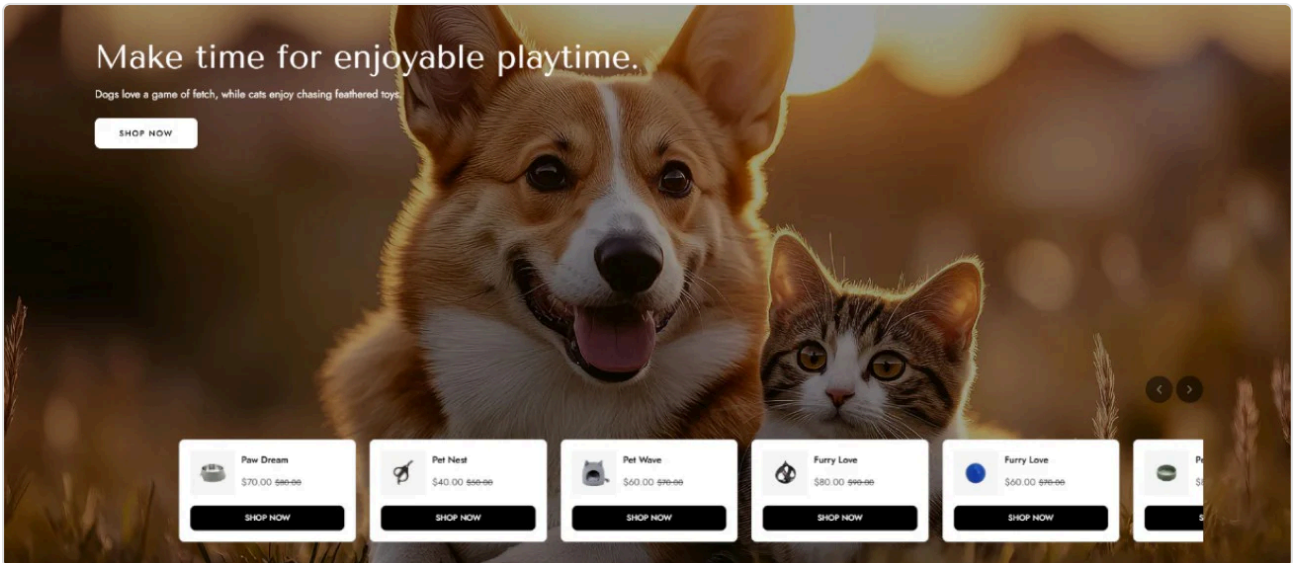 Make time for enjoyable playtime.
Dogs love a game of fetch, while cats enjoy chasing feathered toys.
SHOP NOW
Paw Dream
$70.00 $80.00
SHOP NOW
Pet Nest
$40.00 $50.00
SHOP NOW
Pet Wave
$60.00 $70.00
SHOP NOW
Furry Love
$80.00 $90.00
SHOP NOW
Furry Love
$60.00 $70.00
SHOP NOW